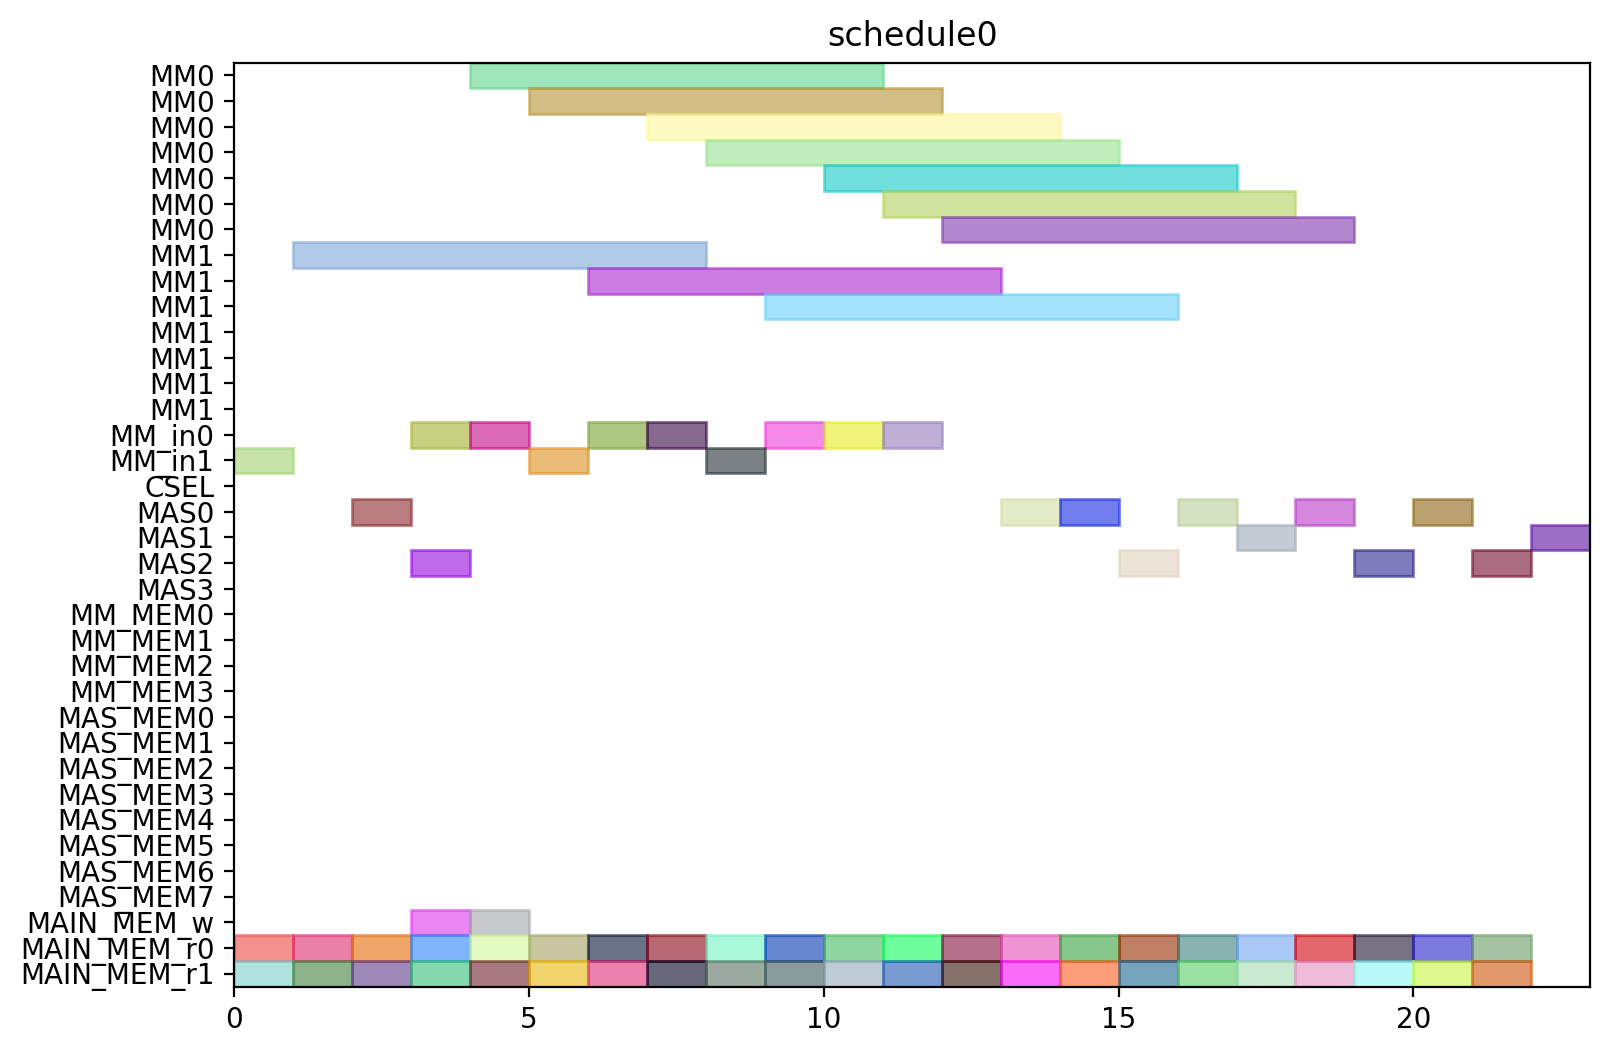 schedule0
MM0
MM0
MM0
MM0
MM0
MM0
MM0
MM1
MM1
MM1
MM1
MM1
MM1
MM1
MM_in0
MM_in1
CSEL
MAS0
MAS1
MAS2
MAS3
MM_MEM0
MM_MEM1
MM_MEM2
MM_MEM3
MAS_MEM0
MAS_MEM1
MAS_MEM2
MAS_MEM3
MAS_MEM4
MAS_MEM5
MAS_MEM6
MAS_MEM7
MAIN_MEM_w
MAIN_MEM_r0
MAIN_MEM_r1
0 5 10 15 20